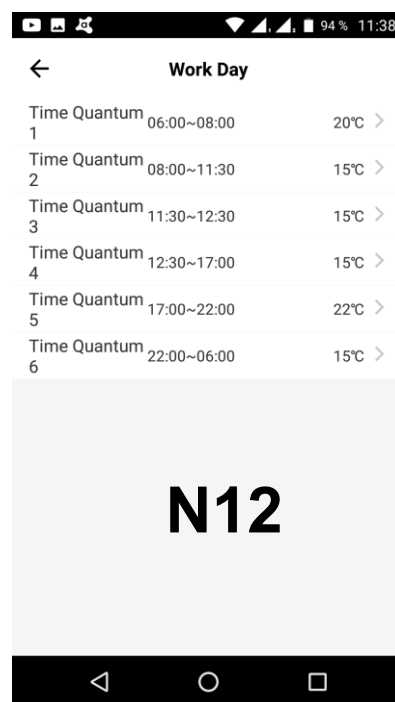 94 % 11:38
Work Day
Time Quantum 1 06:00~08:00 20℃
Time Quantum 2 08:00~11:30 15℃
Time Quantum 3 11:30~12:30 15℃
Time Quantum 4 12:30~17:00 15℃
Time Quantum 5 17:00~22:00 22℃
Time Quantum 6 22:00~06:00 15℃
N12